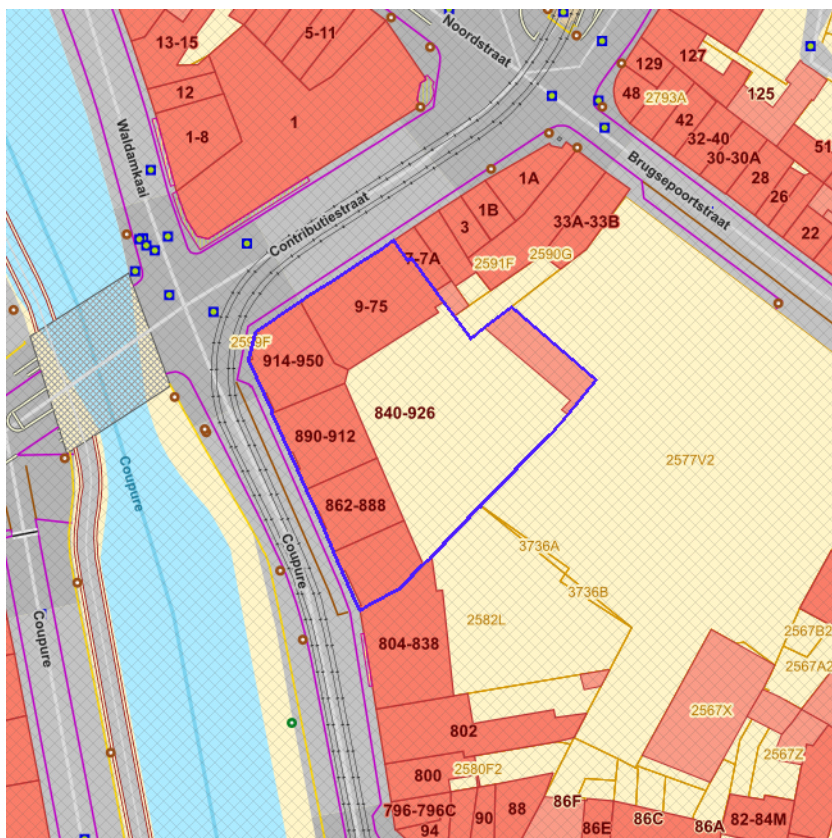 13-15
5-11
Noordstraat
127
129
12
125
48
2793A
1
42
1-8
32-40
51
Waldamkaai
30-30A
28
1A
Brugsepoortstraat
26
1B
Contributiestraat
3
33A-33B
22
7-7A
2590G
2591F
9-75
2599F
914-950
840-926
890-912
2577V2
Coupure
862-888
3736A
Coupure
3736B
Coupure
2582L
2567B2
804-838
2567A2
2567X
802
2567Z
800
2580F2
86F
796-796C
88
82-84M
90
86C
94
86E
86A